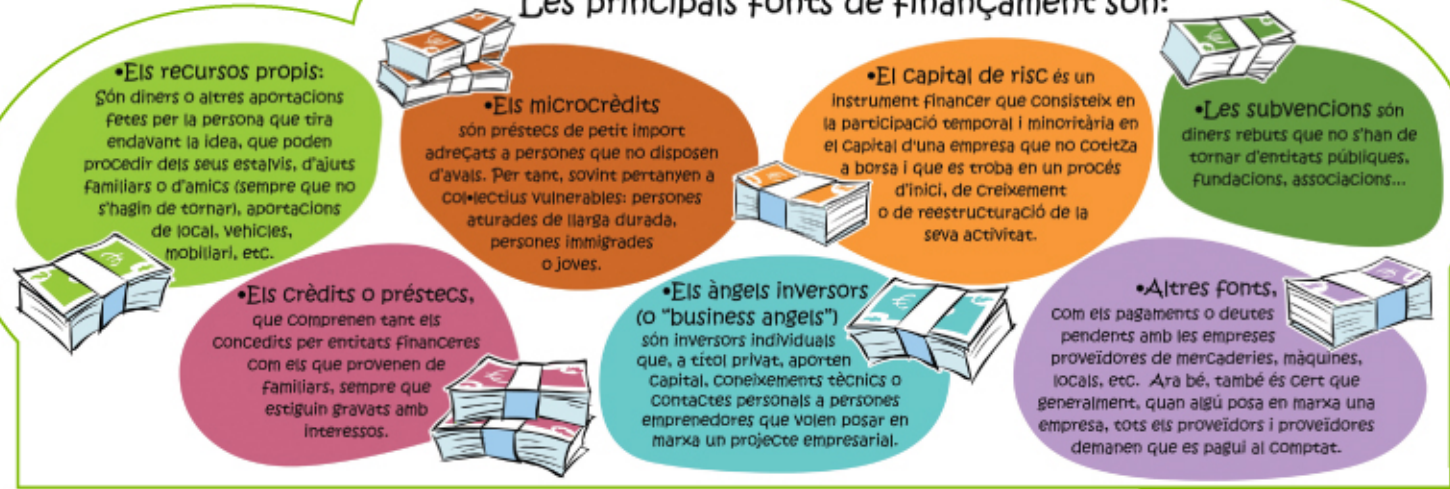 Les principals fonts de finançament són:
•Els recursos propis:
Són diners o altres aportacions
fetes per la persona que tira
endavant la idea, que poden
procedir dels seus estalvis, d'ajuts
familiars o d'amics (sempre que no
s'hagin de tornar), aportacions
de local, vehicles,
mobiliari, etc.
•Els microcrèdits
són préstecs de petit import
adreçats a persones que no disposen
d'avals. Per tant, sovint pertanyen a
col•lectius vulnerables: persones
aturades de llarga durada,
persones immigrades
o joves.
•El capital de risc és un
instrument financer que consisteix en
la participació temporal i minoritària en
el capital d'una empresa que no cotitza
a borsa i que es troba en un procés
d'inici, de creixement
o de reestructuració de la
seva activitat.
•Les subvencions són
diners rebuts que no s'han de
tornar d'entitats públiques,
fundacions, associacions...
•Els crèdits o préstecs,
que comprenen tant els
concedits per entitats financeres
com els que provenen de
familiars, sempre que
estiguin gravats amb
interessos.
•Els àngels inversors
(o "business angels")
són inversors individuals
que, a títol privat, aporten
capital, coneixements tècnics o
contactes personals a persones
emprenedores que volen posar en
marxa un projecte empresarial.
•Altres fonts,
com els pagaments o deutes
pendents amb les empreses
proveïdores de mercaderies, màquines,
locals, etc. Ara bé, també és cert que
generalment, quan algú posa en marxa una
empresa, tots els proveïdors i proveïdores
demanen que es pagui al comptat.